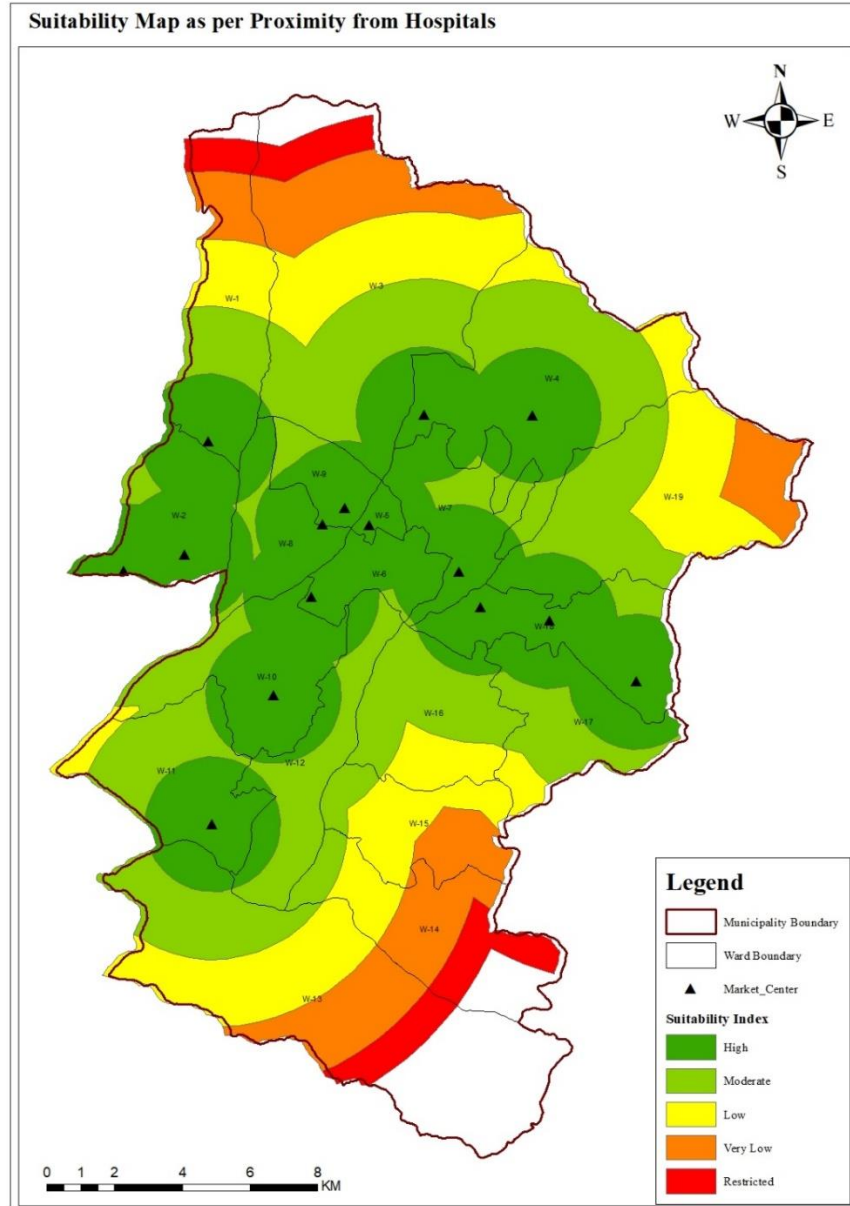 Suitability Map as per Proximity from Hospitals
N
W E
S
W-3
W-1
W-4
W-9
W-19
W-2
W-5
W-7
W-8
W-6
W-18
W-10
W-16
W-17
W-12
W-11
W-15
W-14
W-13
Legend
Municipality Boundary
Ward Boundary
Market_Center
Suitability Index
High
Moderate
Low
Very Low
Restricted
0 1 2 4 6 8
KM